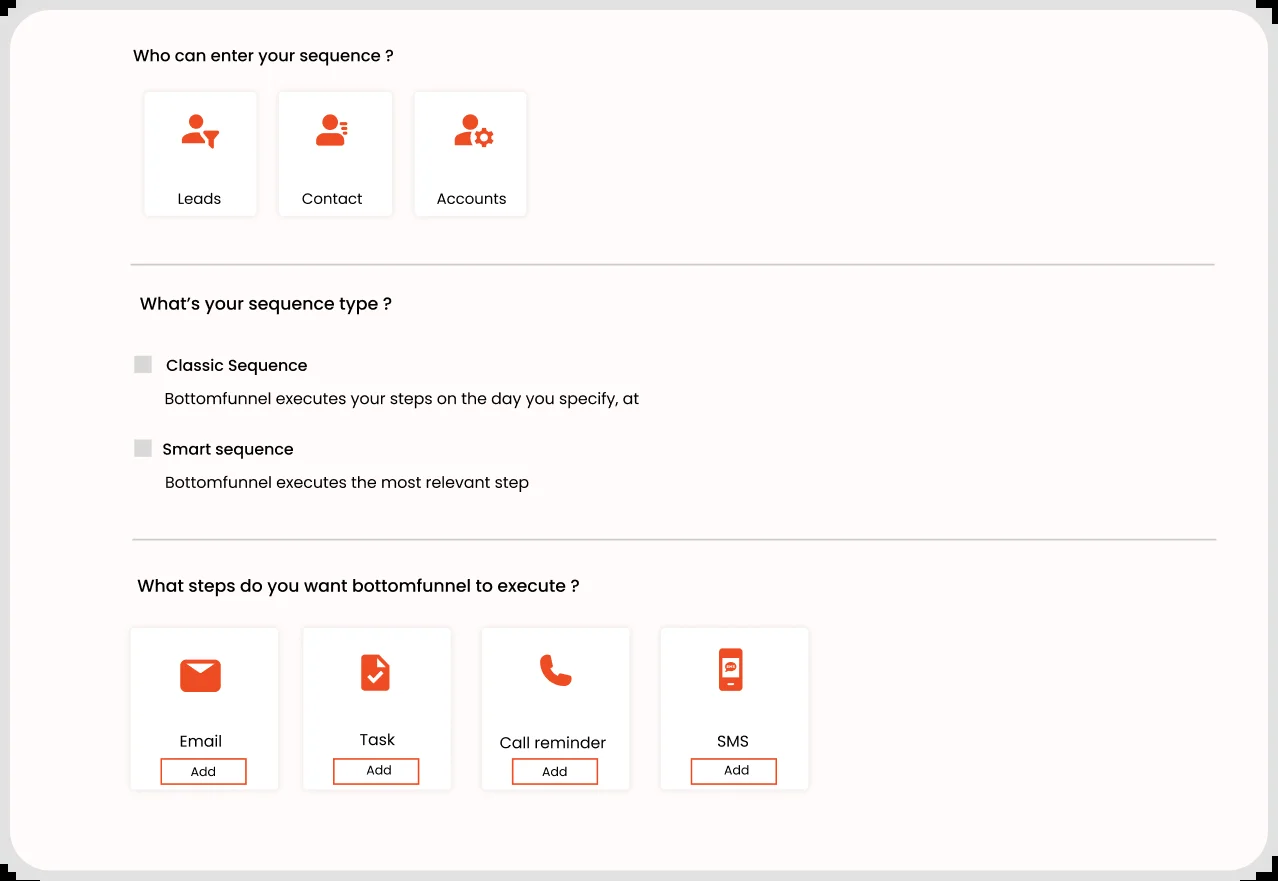 Who can enter your sequence ?
Leads
Contact
Accounts
What’s your sequence type ?
Classic Sequence
Bottomfunnel executes your steps on the day you specify, at
Smart sequence
Bottomfunnel executes the most relevant step
What steps do you want bottomfunnel to execute ?
Email
Task
Call reminder
SMS
Add
Add
Add
Add